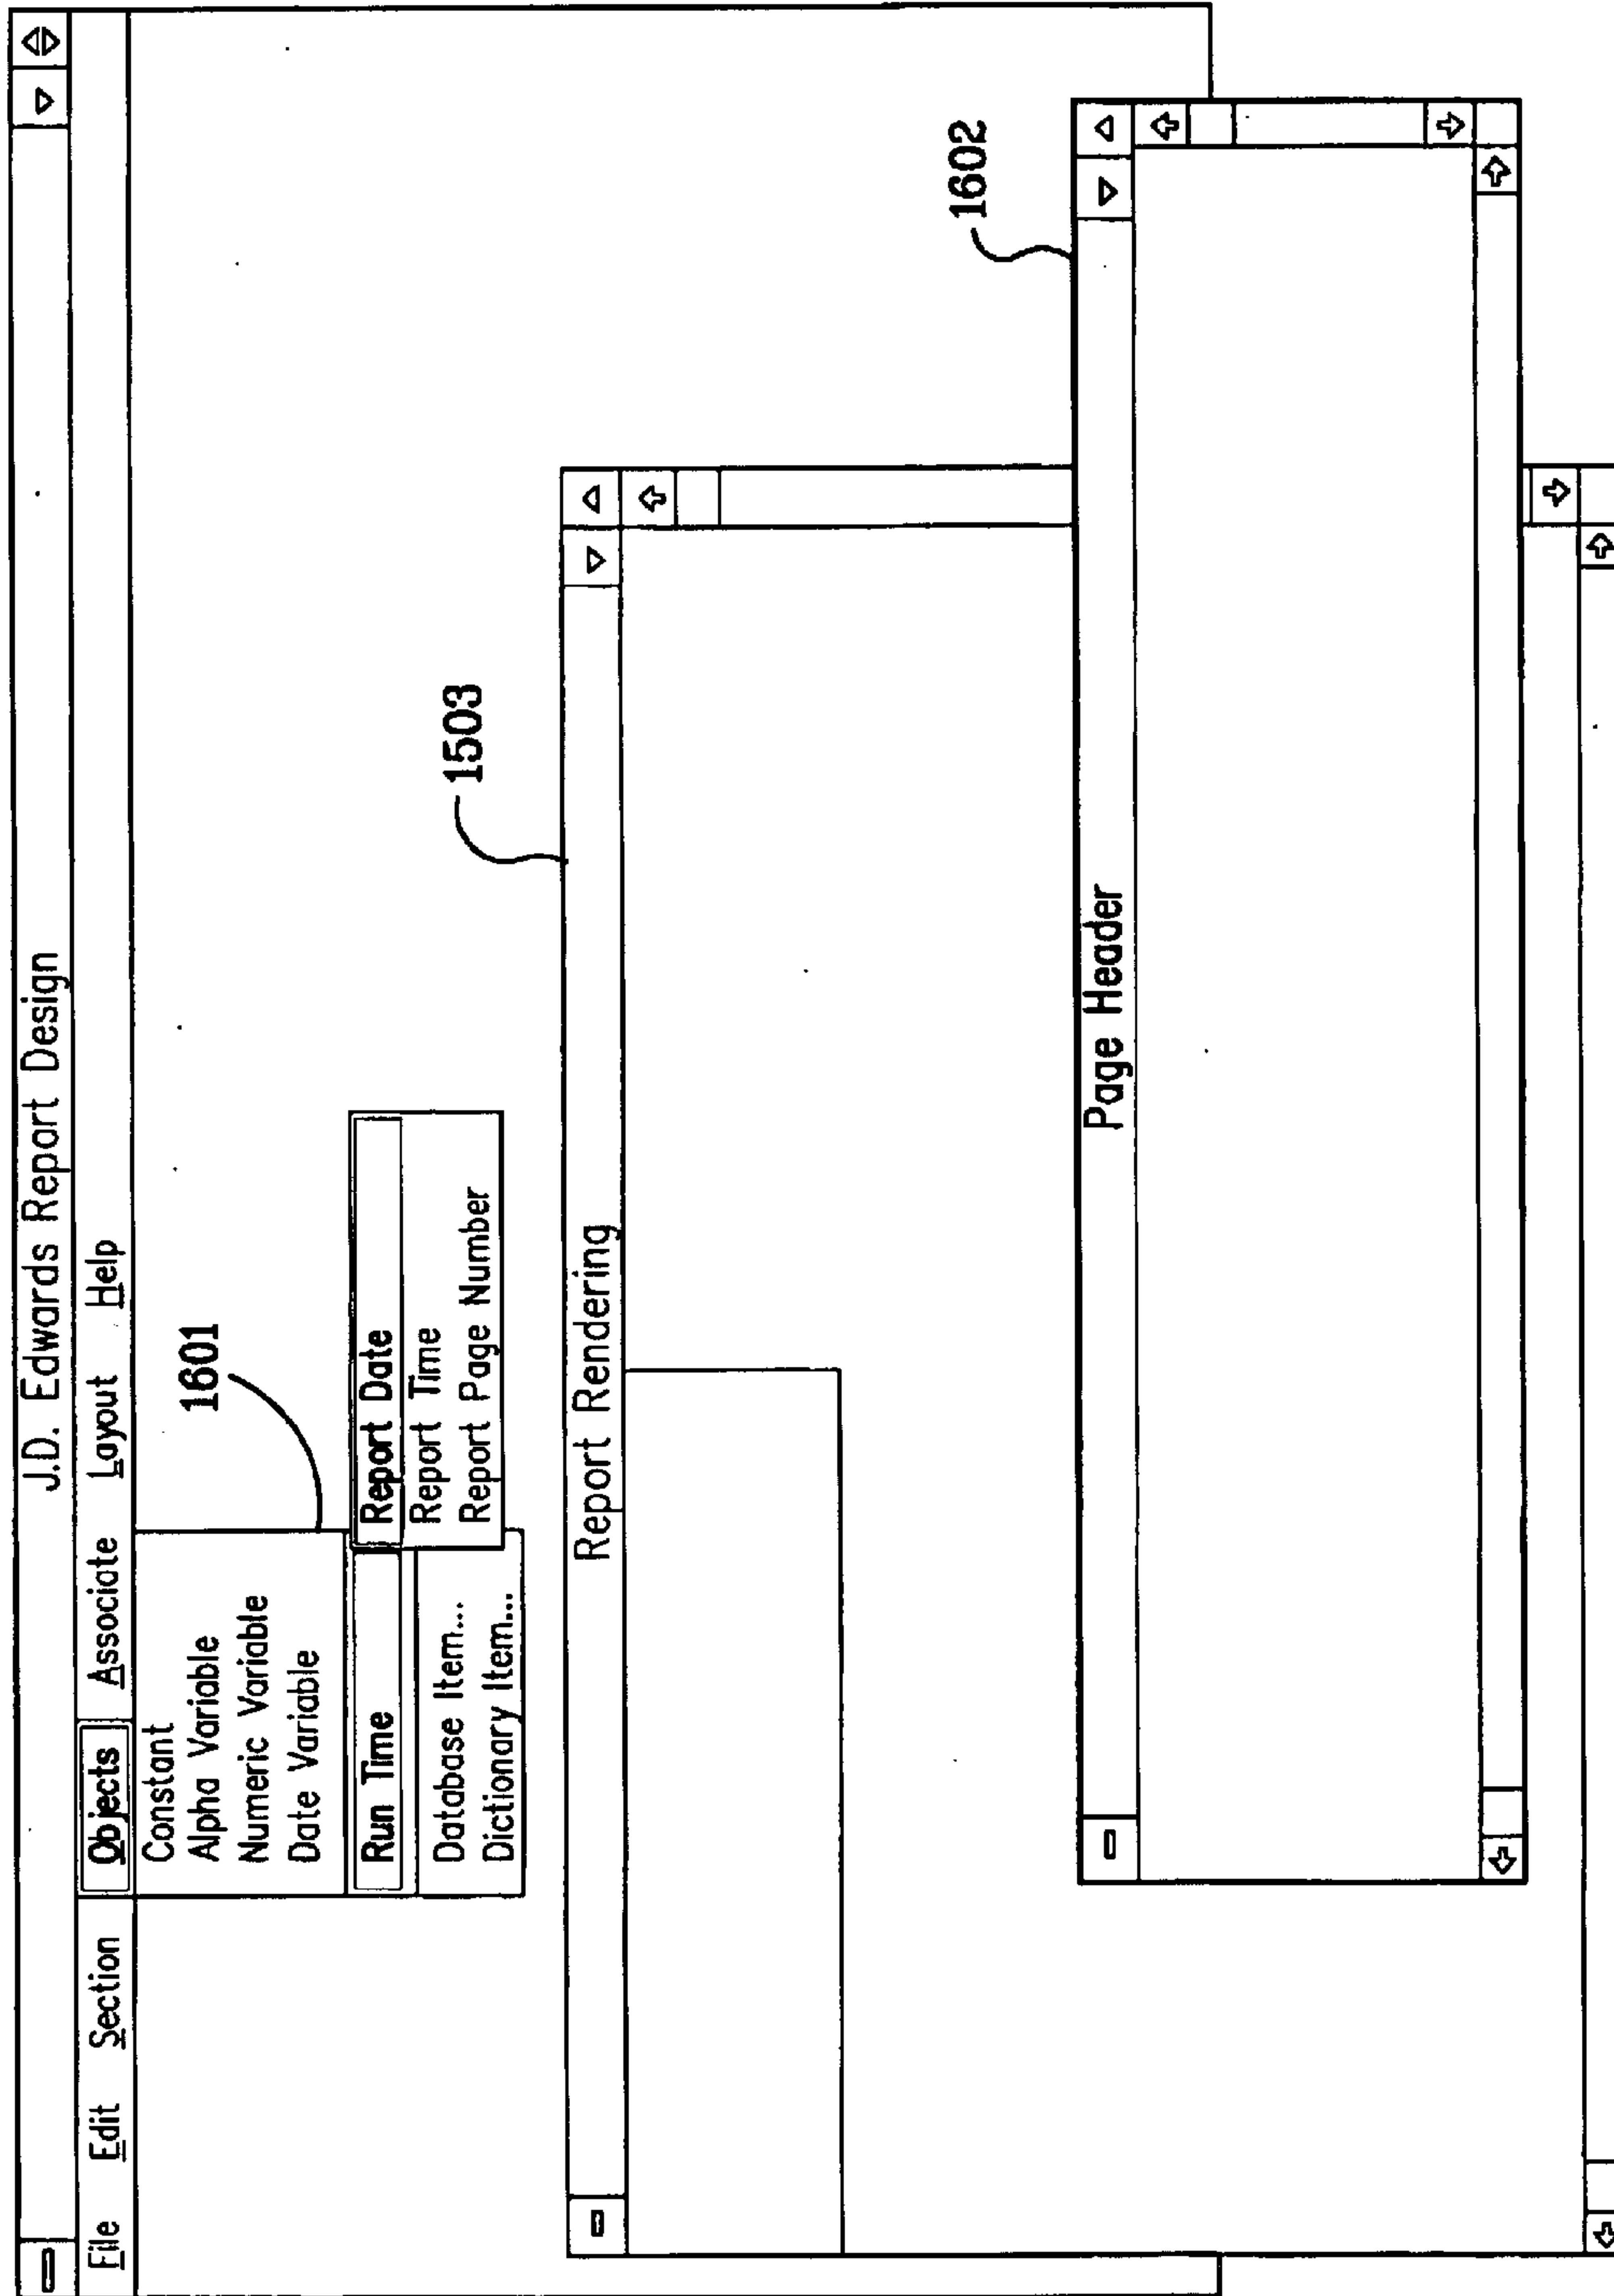 J.D. Edwards Report Design
File Edit Section Objects Associate Layout Help
Constant
Alpha Variable
Numeric Variable
Date Variable
Run Time
Database Item...
Dictionary Item...
Report Date
Report Time
Report Page Number
1601
1503
Report Rendering
1602
Page Header